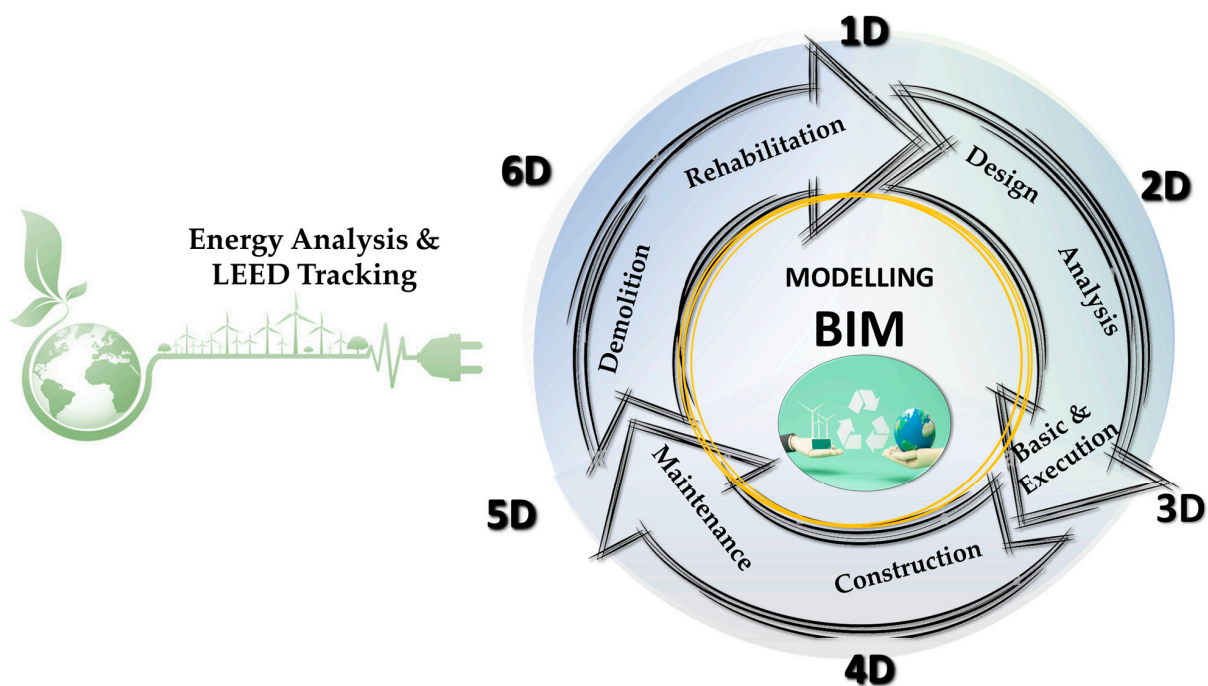 1D
6D
Rehabilitation
Design
2D
Energy Analysis &
LEED Tracking
Demolition
MODELLING
BIM
Analysis
Basic &
Execution
Maintenance
5D
3D
Construction
4D